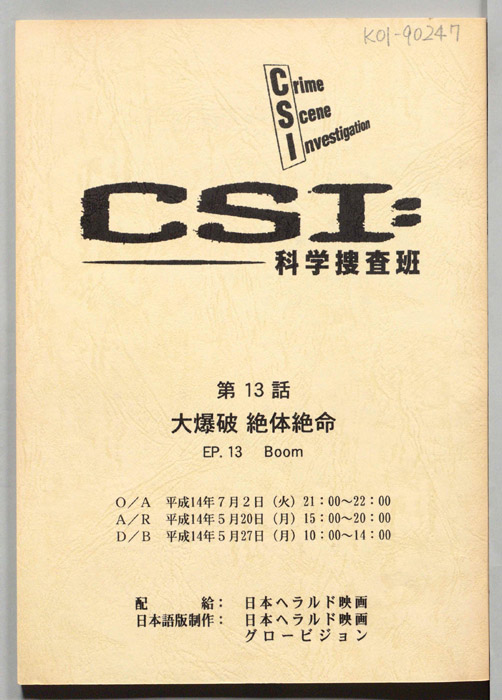 K01-90247
Crime
Scene
Investigation
CSI:
科学捜査班
第 13 話
大爆破 絶体絶命
EP. 13 Boom
O／A 平成14年７月２日（火）21：00〜22：00
A／R 平成14年５月20日（月）15：00〜20：00
D／B 平成14年５月27日（月）10：00〜14：00
配 給： 日本ヘラルド映画
日本語版制作： 日本ヘラルド映画
グロービジョン